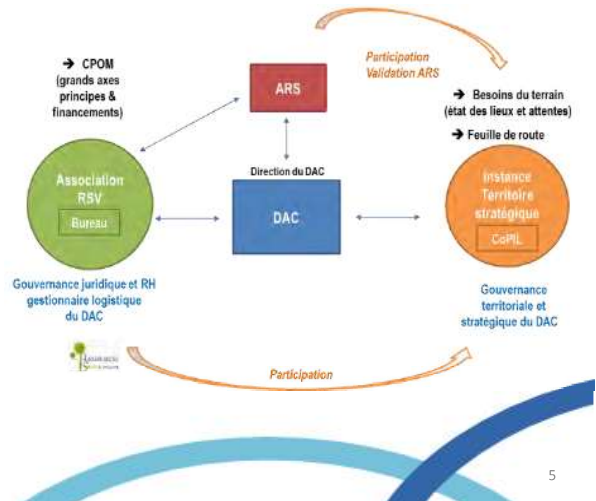 Participation
Validation ARS
➔ CPOM
(grands axes
principes &
financements)
ARS
➔ Besoins du terrain
(état des lieux et attentes)
➔ Feuille de route
Direction du DAC
Association
RSV
Bureau
DAC
Instance
Territoire
stratégique
CoPIL
Gouvernance juridique et RH
gestionnaire logistique
du DAC
Gouvernance
territoriale et
stratégique du DAC
Participation
5